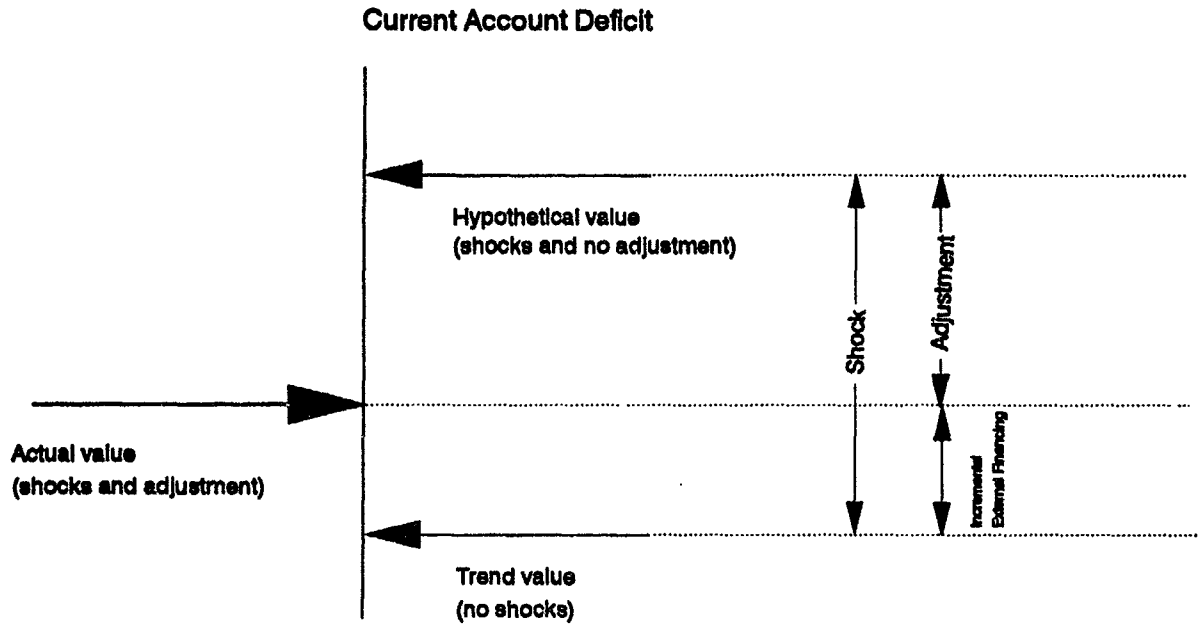 Current Account Deficit
Hypothetical value
(shocks and no adjustment)
Shock
Adjustment
Actual value
(shocks and adjustment)
Incremental
External Financing
Trend value
(no shocks)